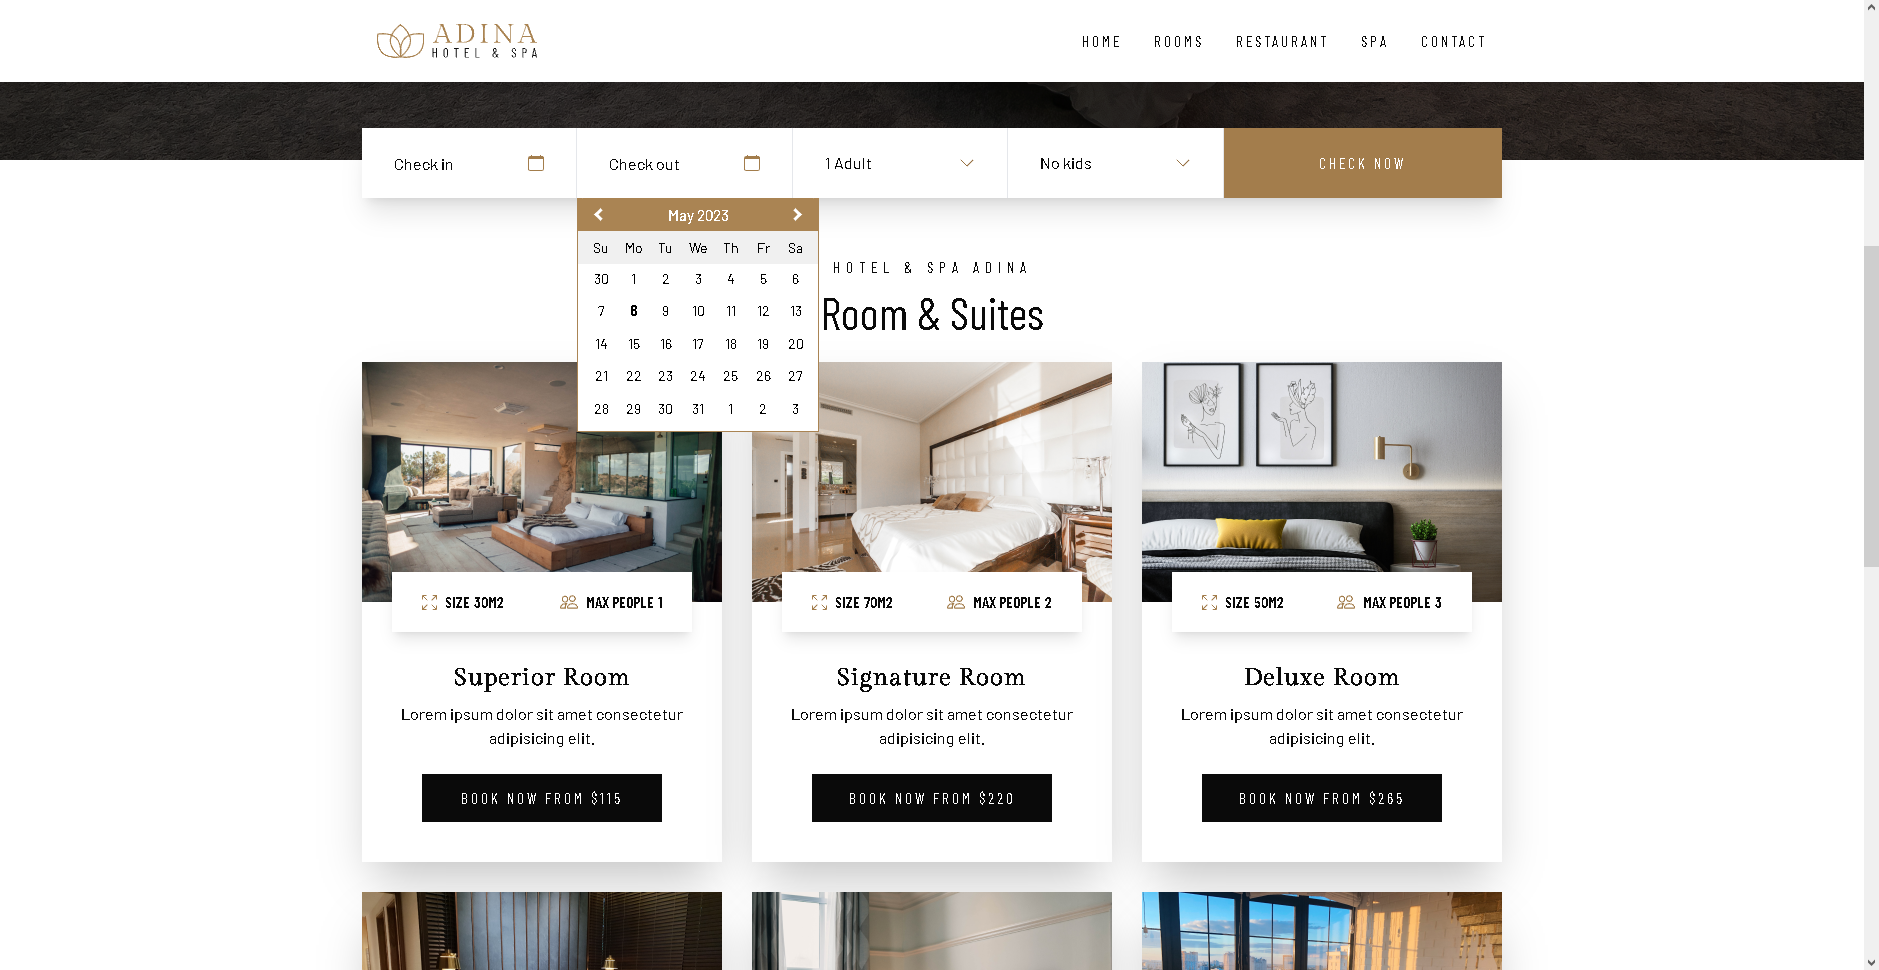 ADINA
HOTEL & SPA
HOME ROOMS RESTAURANT SPA CONTACT
Check in Check out 1 Adult No kids CHECK NOW
May 2023
Su Mo Tu We Th Fr Sa
30 1 2 3 4 5 6
7 8 9 10 11 12 13
14 15 16 17 18 19 20
21 22 23 24 25 26 27
28 29 30 31 1 2 3
HOTEL & SPA ADINA
Room & Suites
SIZE 30M2 MAX PEOPLE 1
Superior Room
Lorem ipsum dolor sit amet consectetur
adipisicing elit.
BOOK NOW FROM $115
SIZE 70M2 MAX PEOPLE 2
Signature Room
Lorem ipsum dolor sit amet consectetur
adipisicing elit.
BOOK NOW FROM $220
SIZE 50M2 MAX PEOPLE 3
Deluxe Room
Lorem ipsum dolor sit amet consectetur
adipisicing elit.
BOOK NOW FROM $265